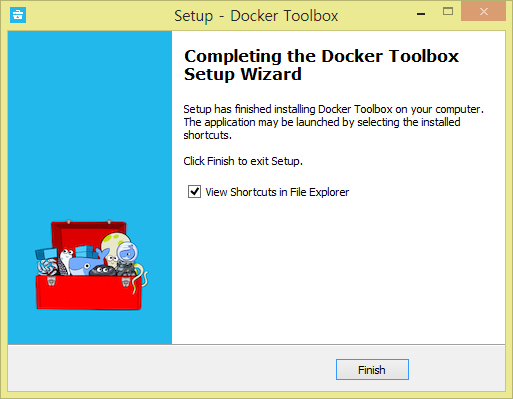 Setup - Docker Toolbox
Completing the Docker Toolbox
Setup Wizard
Setup has finished installing Docker Toolbox on your computer.
The application may be launched by selecting the installed
shortcuts.
Click Finish to exit Setup.
View Shortcuts in File Explorer
Finish